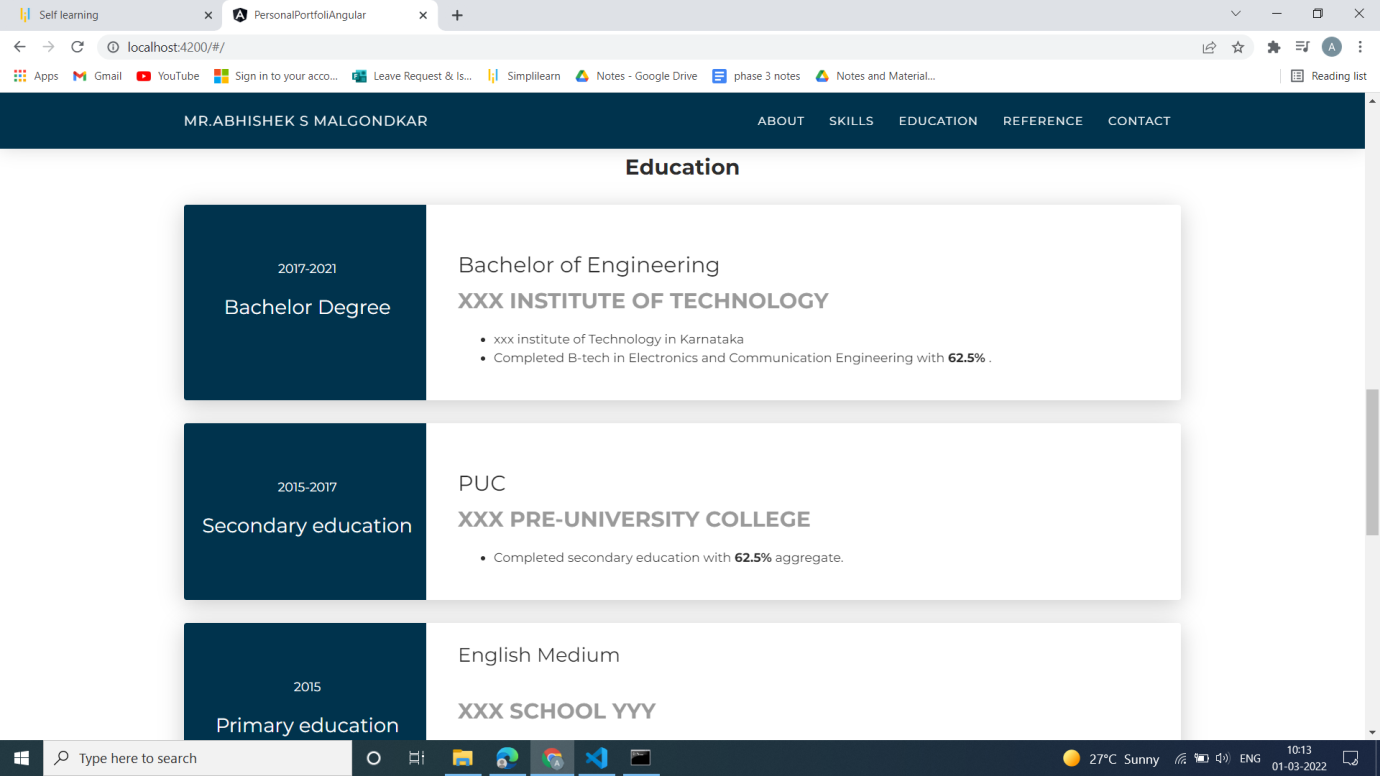 Self learning
PersonalPortfoliAngular
localhost:4200/#/
A
Apps
Gmail
YouTube
Sign in to your acco...
Leave Request & Is...
Simplilearn
Notes - Google Drive
phase 3 notes
Notes and Material...
Reading list
MR.ABHISHEK S MALGONDKAR
ABOUT
SKILLS
EDUCATION
REFERENCE
CONTACT
Education
2017-2021
Bachelor Degree
Bachelor of Engineering
XXX INSTITUTE OF TECHNOLOGY
xxx institute of Technology in Karnataka
Completed B-tech in Electronics and Communication Engineering with 62.5% .
2015-2017
Secondary education
PUC
XXX PRE-UNIVERSITY COLLEGE
Completed secondary education with 62.5% aggregate.
2015
Primary education
English Medium
XXX SCHOOL YYY
Type here to search
27°C Sunny
ENG
10:13
01-03-2022